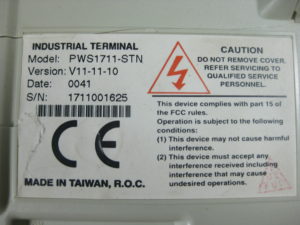 INDUSTRIAL TERMINAL
Model: PWS1711-STN
Version: V11-11-10
Date: 0041
S/N: 1711001625
CE
MADE IN TAIWAN, R.O.C.
CAUTION
DO NOT REMOVE COVER,
REFER SERVICING TO
QUALIFIED SERVICE
PERSONNEL.
This device complies with part 15 of
the FCC rules.
Operation is subject to the following
conditions:
(1) This device may not cause harmful
interference.
(2) This device must accept any
interference received including
interference that may cause
undesired operations.